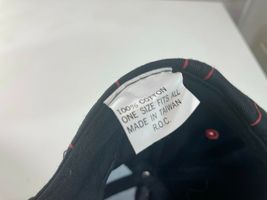 100% COTTON
ONE SIZE FITS ALL
MADE IN TAIWAN
R.O.C.